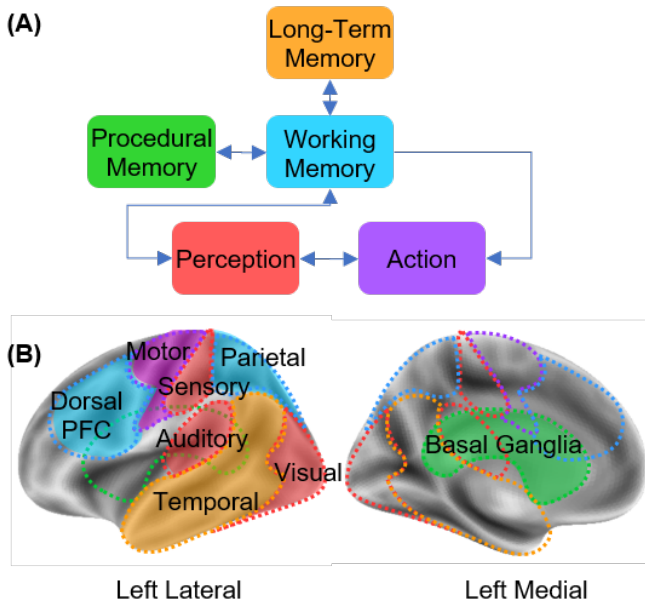 (A)
Long-Term
Memory
Procedural
Memory
Working
Memory
Perception
Action
(B)
Motor
Parietal
Sensory
Dorsal
PFC
Auditory
Visual
Temporal
Basal Ganglia
Left Lateral
Left Medial